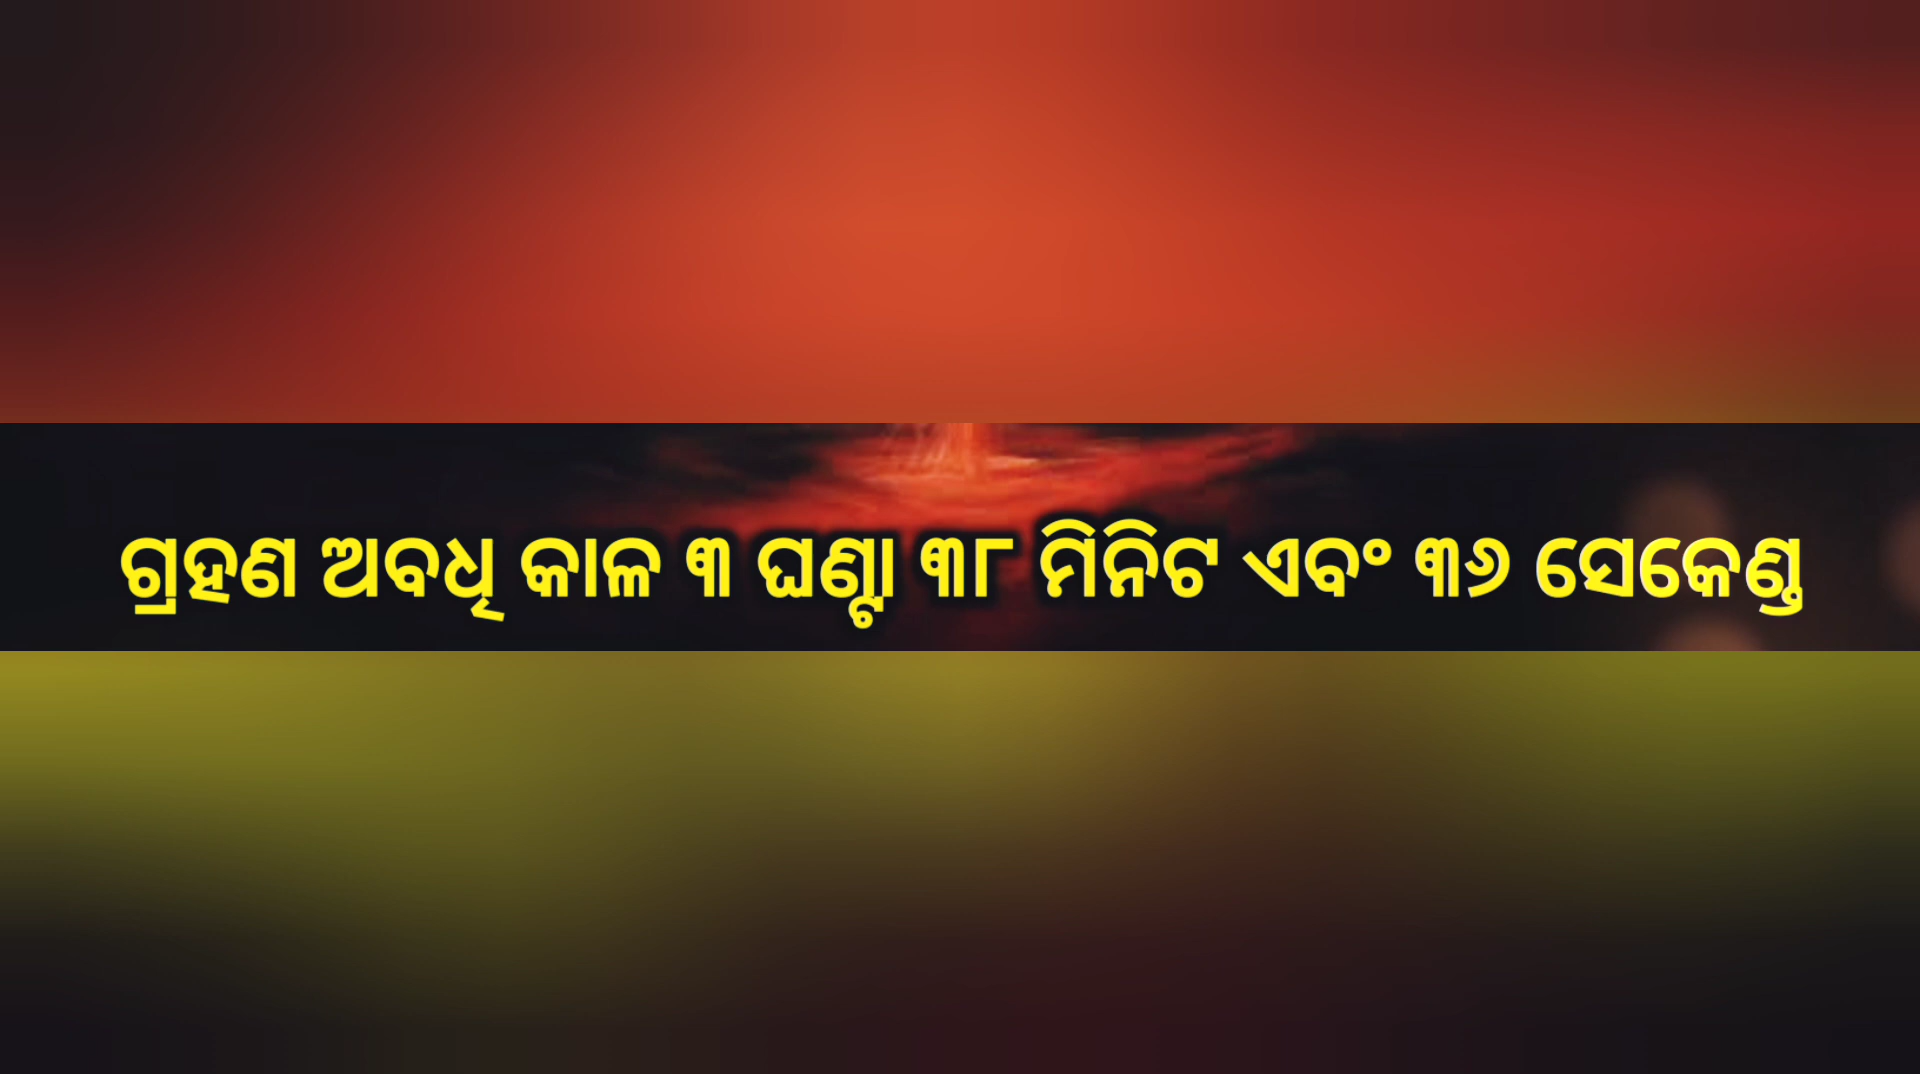 ଗ୍ରହଣ ଅବଧି କାଳ ୩ ଘଣ୍ଟା ୩୮ ମିନିଟ ଏବଂ ୩୬ ସେକେଣ୍ଡ